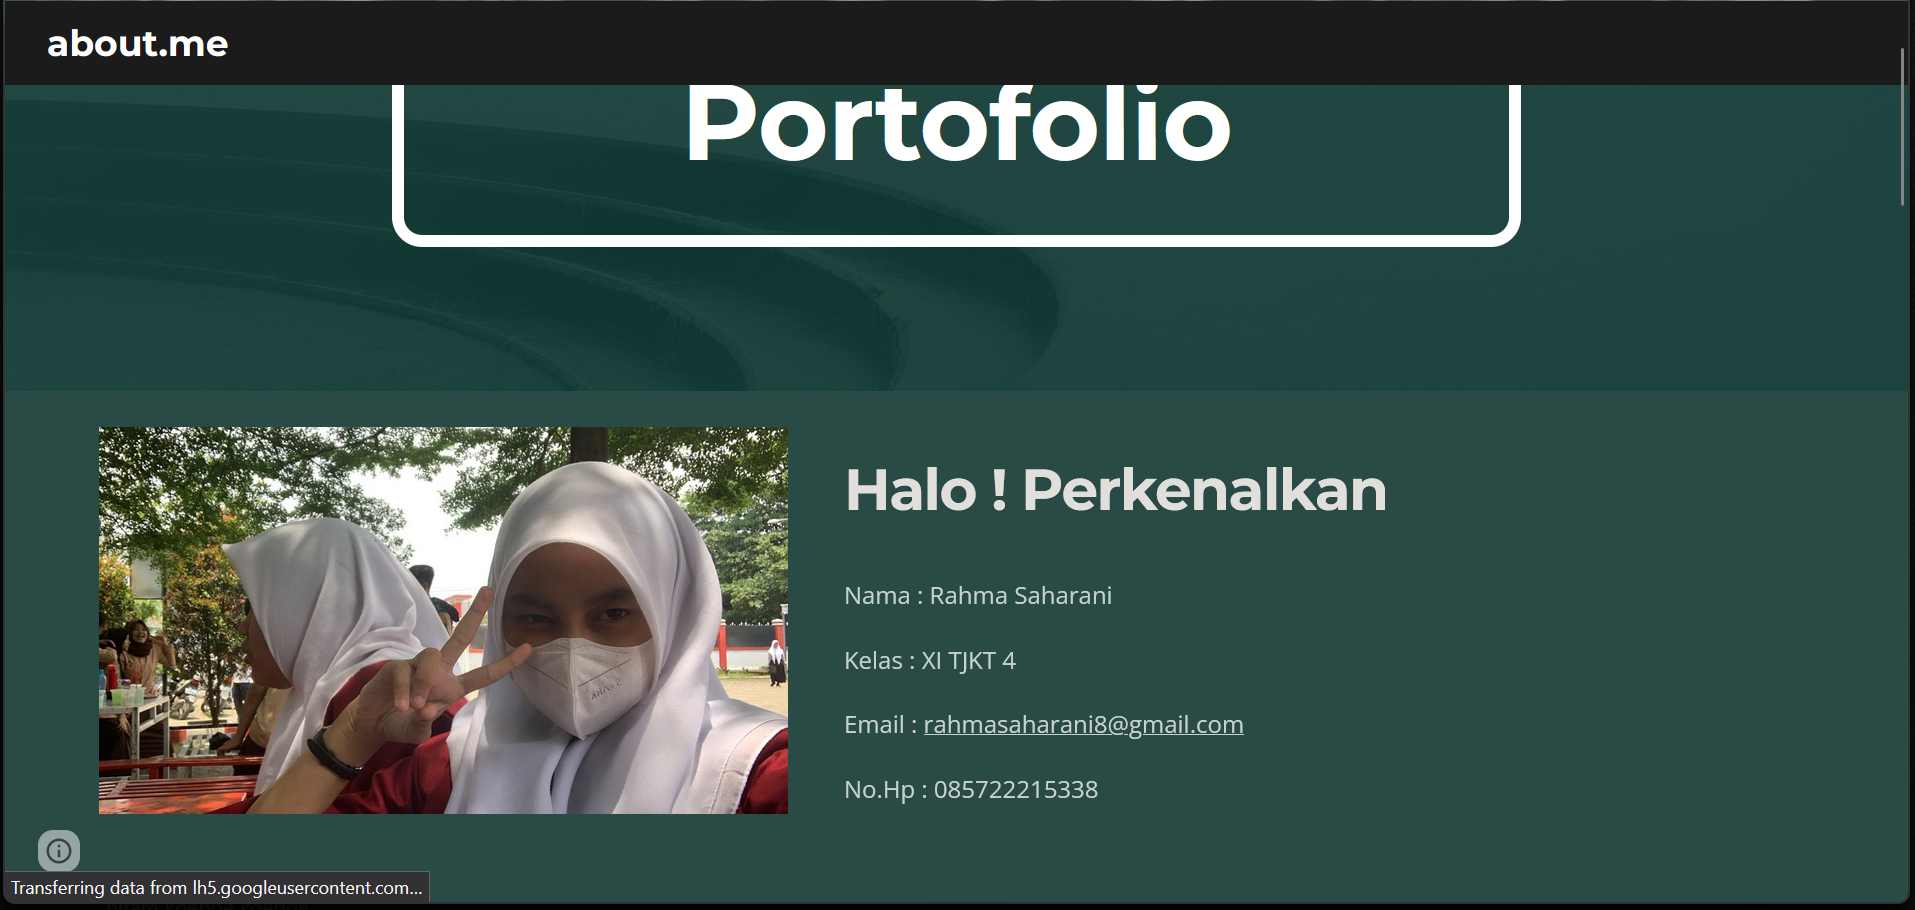 about.me
Portofolio
Halo ! Perkenalkan
Nama : Rahma Saharani
Kelas : XI TJKT 4
Email : rahmasaharani8@gmail.com
No.Hp : 085722215338
Transferring data from lh5.googleusercontent.com...